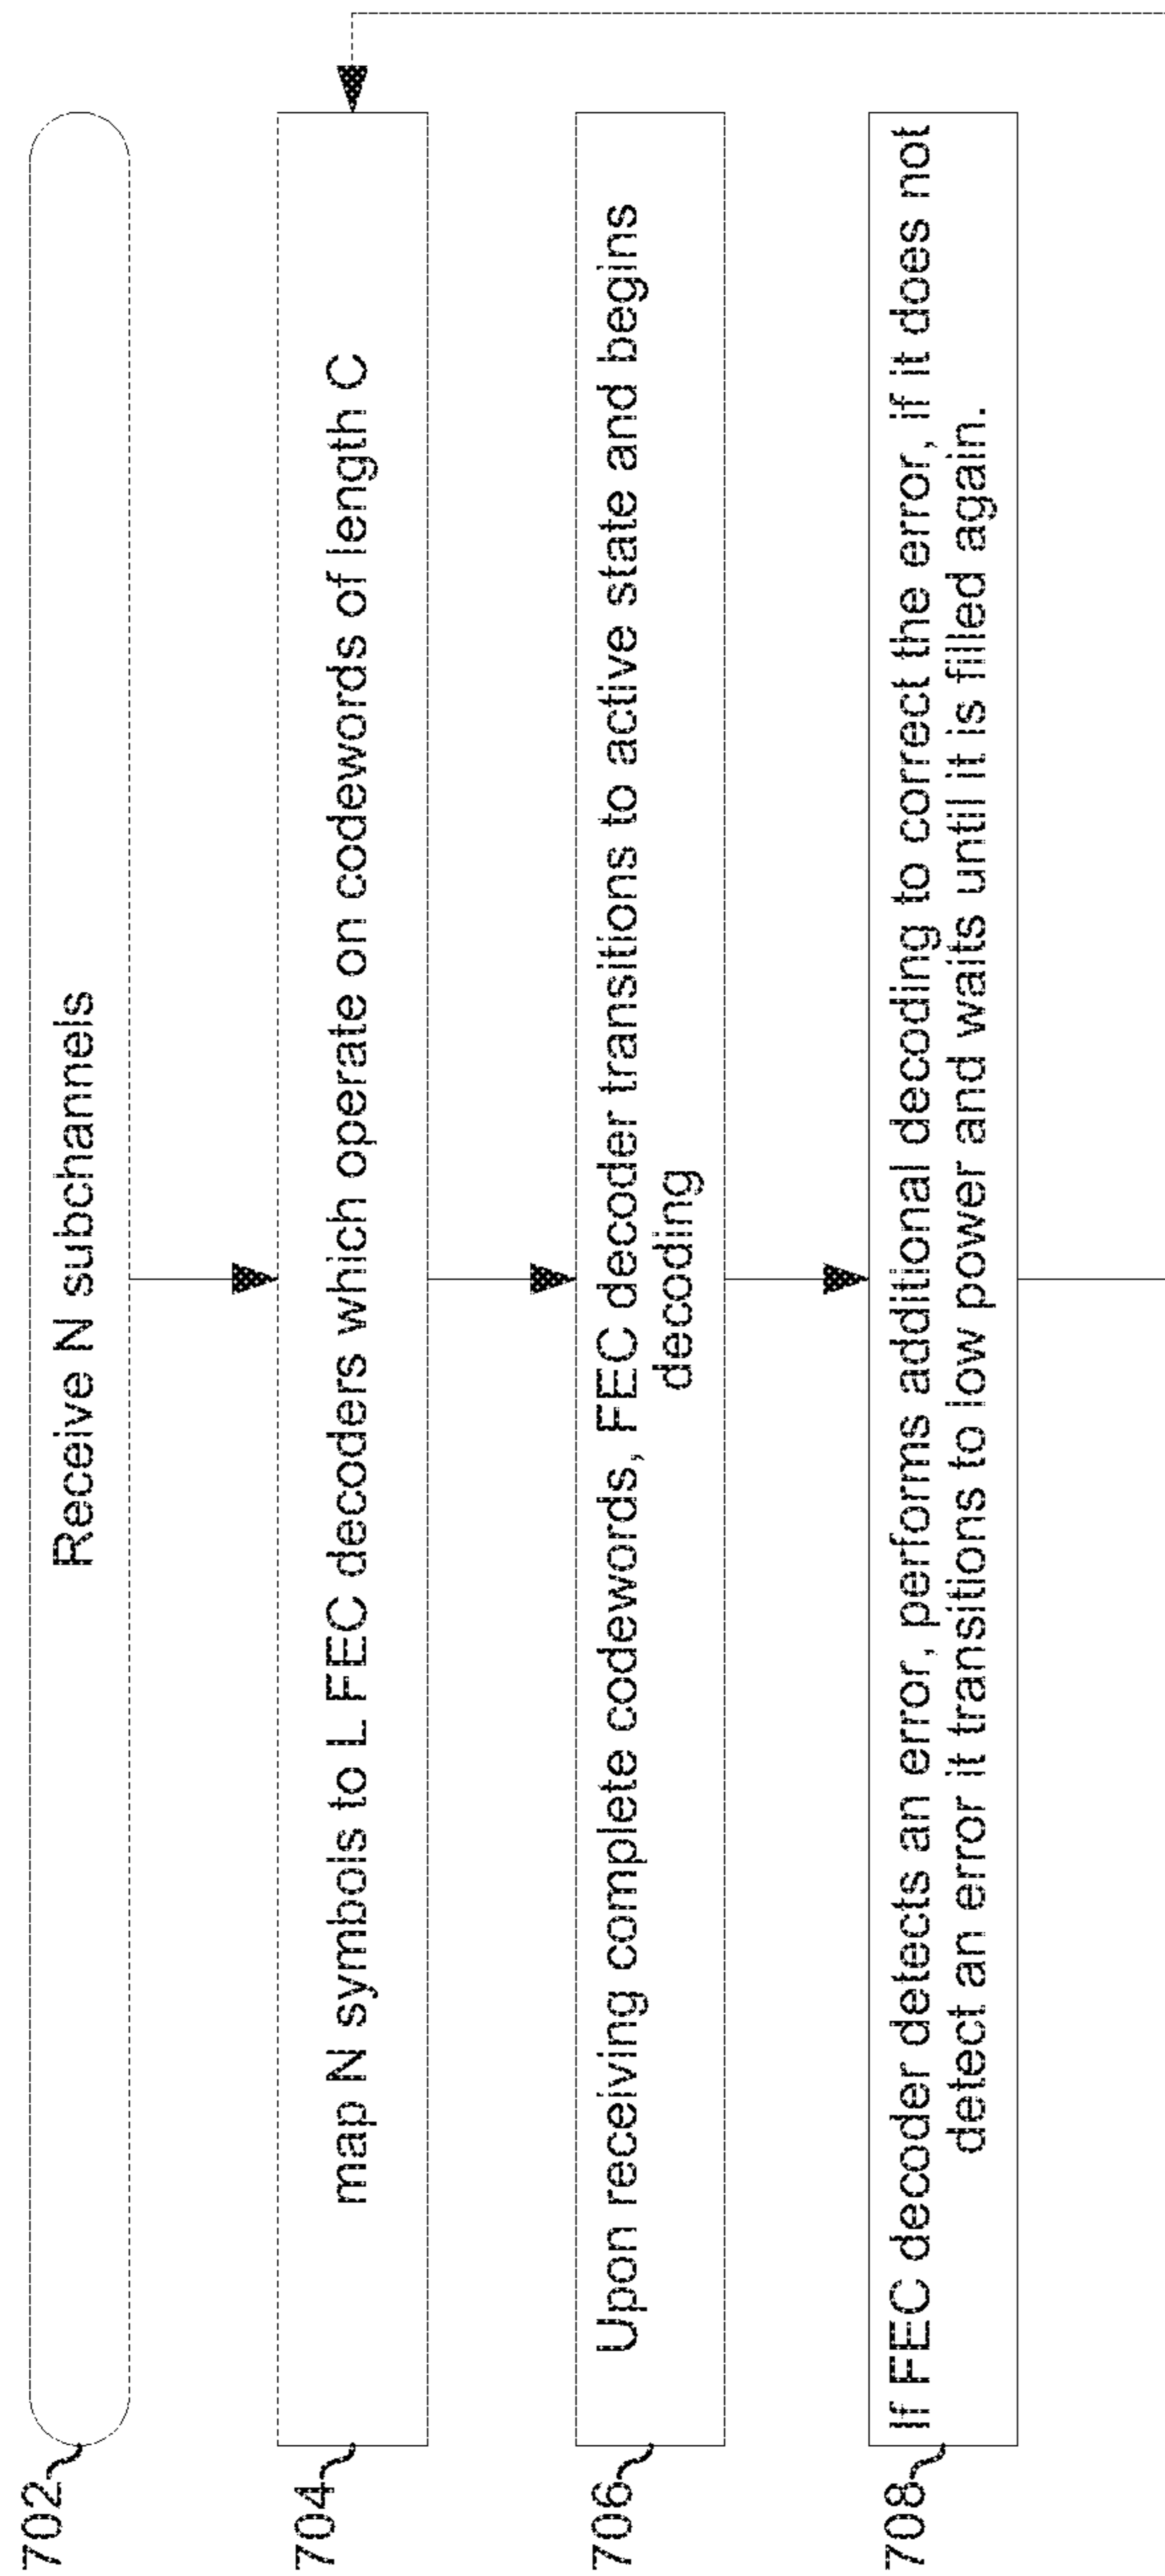 702
Receive N subchannels
704
map N symbols to L FEC decoders which operate on codewords of length C
706
Upon receiving complete codewords, FEC decoder transitions to active state and begins
decoding
708
If FEC decoder detects an error, performs additional decoding to correct the error, if it does not
detect an error it transitions to low power and waits until it is filled again.